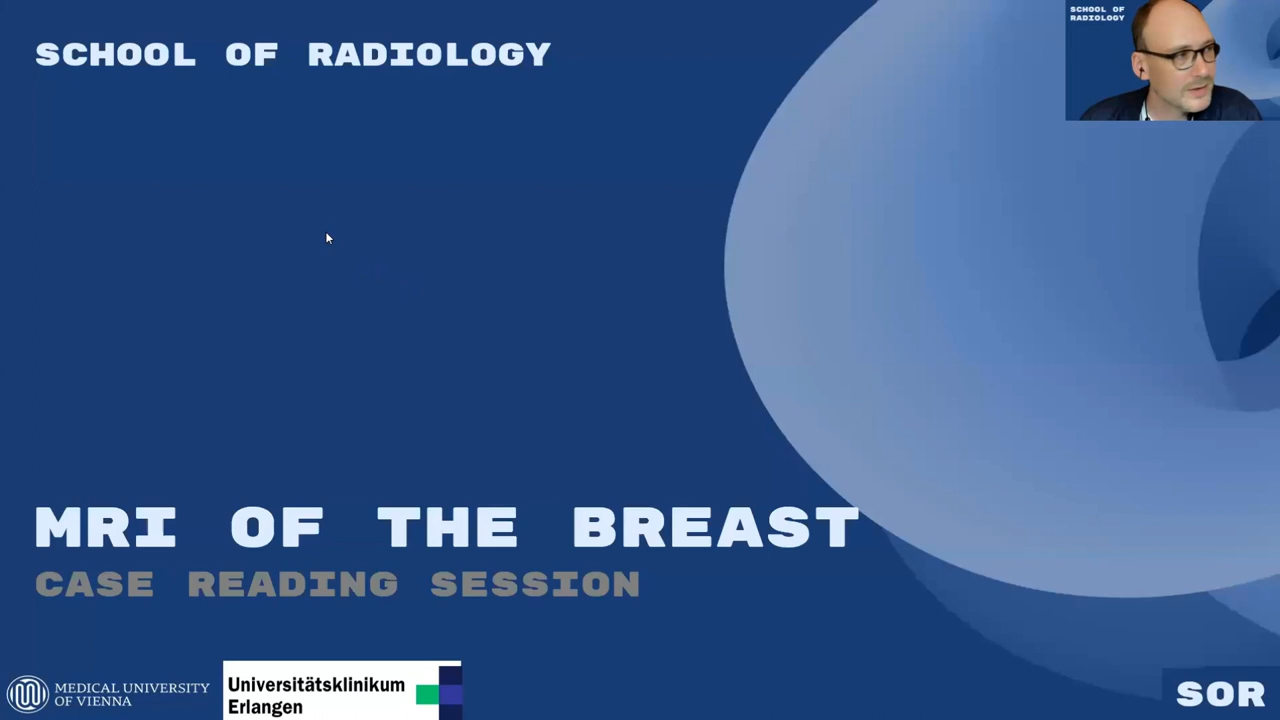 SCHOOL OF RADIOLOGY
SCHOOL OF
RADIOLOGY
MRI OF THE BREAST
CASE READING SESSION
MEDICAL UNIVERSITY
OF VIENNA
Universitätsklinikum
Erlangen
SOR